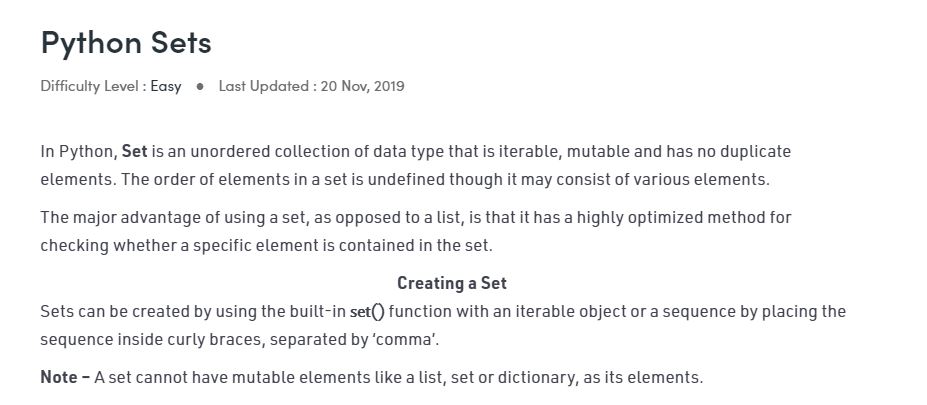 Python Sets
Difficulty Level : Easy ● Last Updated : 20 Nov, 2019
In Python, Set is an unordered collection of data type that is iterable, mutable and has no duplicate
elements. The order of elements in a set is undefined though it may consist of various elements.
The major advantage of using a set, as opposed to a list, is that it has a highly optimized method for
checking whether a specific element is contained in the set.
Creating a Set
Sets can be created by using the built-in set() function with an iterable object or a sequence by placing the
sequence inside curly braces, separated by ‘comma’.
Note – A set cannot have mutable elements like a list, set or dictionary, as its elements.